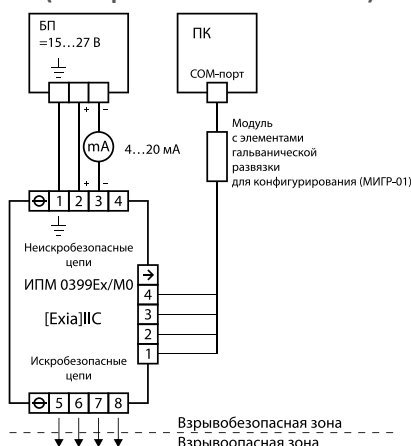 БП
=15...27 В
ПК
COM-порт
+ −
mA
4...20 мА
+ −
Модуль
с элементами
гальванической
развязки
для конфигурирования (МИГР-01)
1 2 3 4
Неискробезопасные
цепи
ИПМ 0399Ex/M0
[Exia]IIC
4
3
2
1
Искробезопасные
цепи
5 6 7 8
Взрывобезопасная зона
Взрывоопасная зона